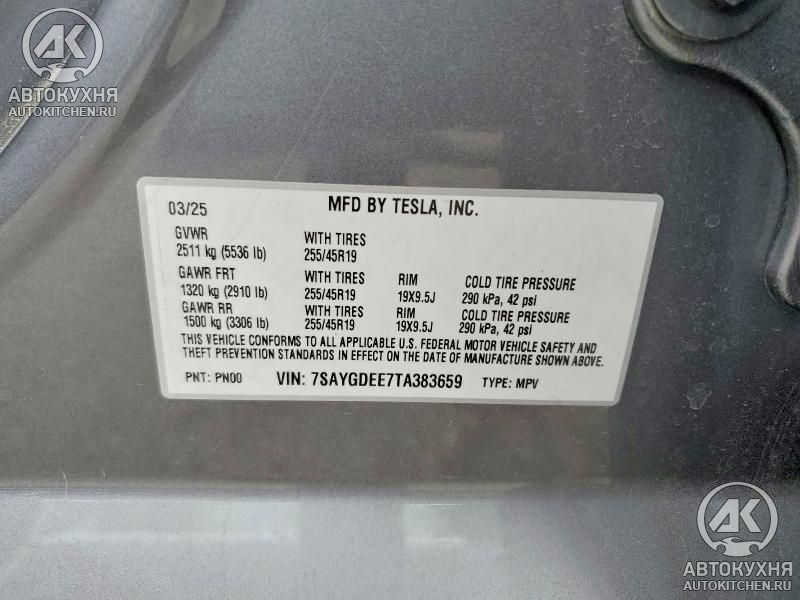 AK
АВТОКУХНЯ
AUTOKITCHEN.RU
03/25 MFD BY TESLA, INC.
GVWR WITH TIRES
2511 kg (5536 lb) 255/45R19
GAWR FRT WITH TIRES RIM COLD TIRE PRESSURE
1320 kg (2910 lb) 255/45R19 19X9.5J 290 kPa, 42 psi
GAWR RR WITH TIRES RIM COLD TIRE PRESSURE
1500 kg (3306 lb) 255/45R19 19X9.5J 290 kPa, 42 psi
THIS VEHICLE CONFORMS TO ALL APPLICABLE U.S. FEDERAL MOTOR VEHICLE SAFETY AND
THEFT PREVENTION STANDARDS IN EFFECT ON THE DATE OF MANUFACTURE SHOWN ABOVE.
PNT: PN00 VIN: 7SAYGDEE7TA383659 TYPE: MPV
AK
АВТОКУХНЯ
AUTOKITCHEN.RU